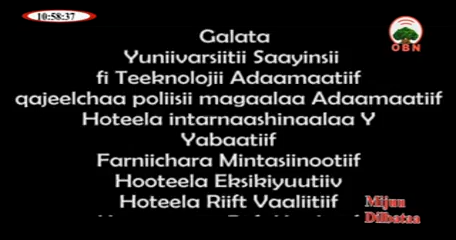 10:58:37
OBN
Galata
Yuniivarsiitii Saayinsii
fi Teeknolojii Adaamaatiif
qajeelchaa poliisii magaalaa Adaamaatiif
Hoteela intarnaashinaalaa Y
Yabaatiif
Farniichara Mintasiinootiif
Hooteela Eksikiyuutiiv
Hoteela Riift Vaaliitiif
Mijuu
Dilbataa